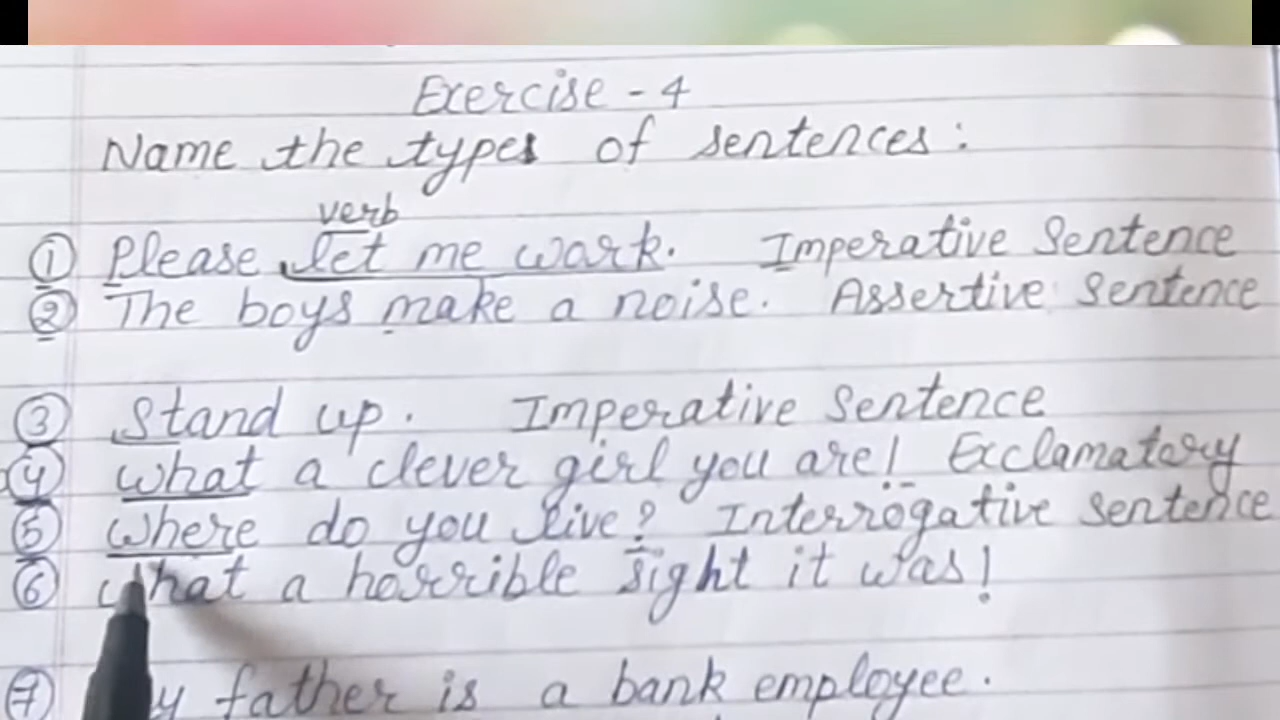 Exercise - 4
Name the types of sentences :
verb
① Please let me work. Imperative Sentence
② The boys make a noise. Assertive Sentence
③ Stand up. Imperative Sentence
④ What a clever girl you are! Exclamatory
⑤ Where do you live? Interrogative Sentence
⑥ What a horrible sight it was!
⑦ father is a bank employee.